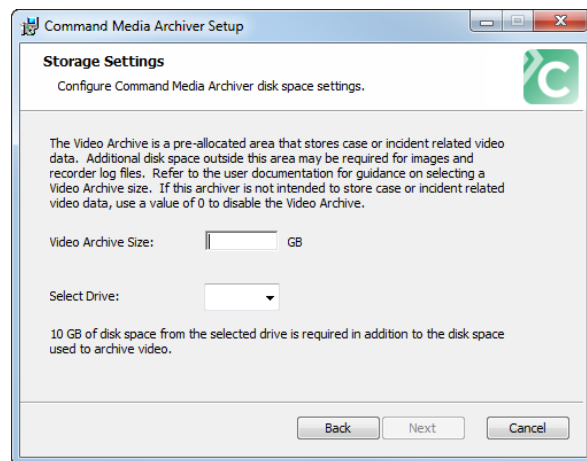 Command Media Archiver Setup
Storage Settings
Configure Command Media Archiver disk space settings.
C
The Video Archive is a pre-allocated area that stores case or incident related video
data. Additional disk space outside this area may be required for images and
recorder log files. Refer to the user documentation for guidance on selecting a
Video Archive size. If this archiver is not intended to store case or incident related
video data, use a value of 0 to disable the Video Archive.
Video Archive Size: GB
Select Drive:
10 GB of disk space from the selected drive is required in addition to the disk space
used to archive video.
Back Next Cancel